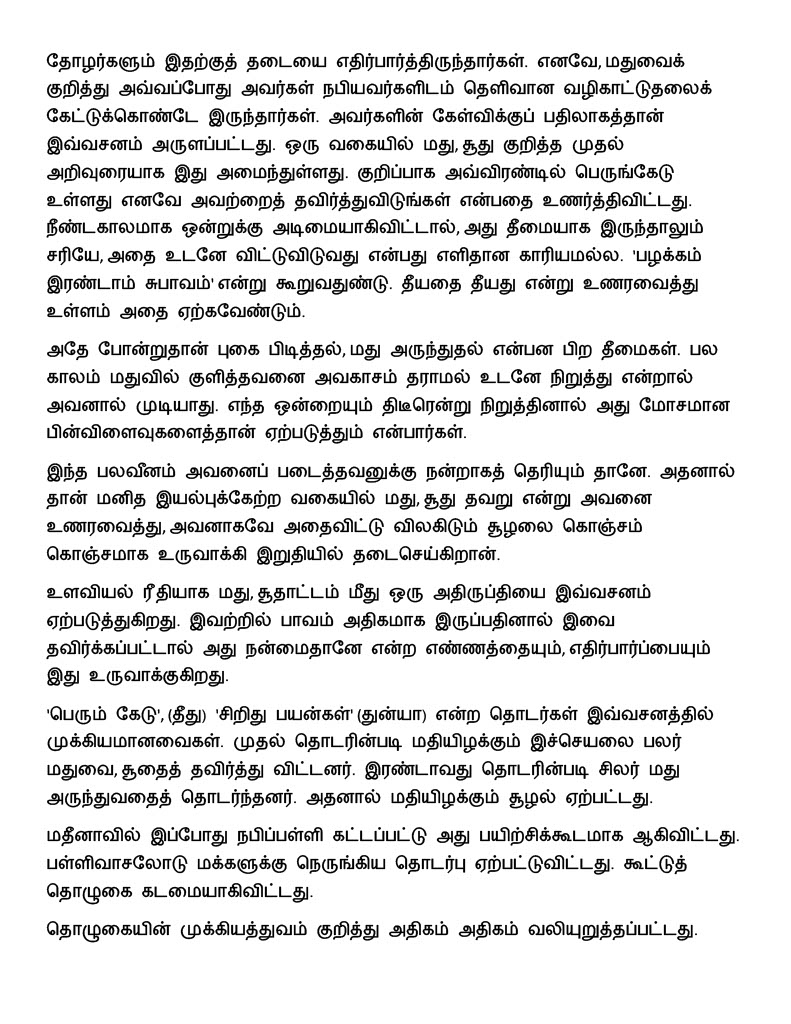 தோழர்களும் இதற்குத் தடையை எதிர்பார்த்திருந்தார்கள். எனவே, மதுவைக்
குறித்து அவ்வப்போது அவர்கள் நபியவர்களிடம் தெளிவான வழிகாட்டுதலைக்
கேட்டுக்கொண்டே இருந்தார்கள். அவர்களின் கேள்விக்குப் பதிலாகத்தான்
இவ்வசனம் அருளப்பட்டது. ஒரு வகையில் மது, சூது குறித்த முதல்
அறிவுரையாக இது அமைந்துள்ளது. குறிப்பாக அவ்விரண்டில் பெருங்கேடு
உள்ளது எனவே அவற்றைத் தவிர்த்துவிடுங்கள் என்பதை உணர்த்திவிட்டது.
நீண்டகாலமாக ஒன்றுக்கு அடிமையாகிவிட்டால், அது தீமையாக இருந்தாலும்
சரியே, அதை உடனே விட்டுவிடுவது என்பது எளிதான காரியமல்ல. 'பழக்கம்
இரண்டாம் சுபாவம்' என்று கூறுவதுண்டு. தீயதை தீயது என்று உணரவைத்து
உள்ளம் அதை ஏற்கவேண்டும்.
அதே போன்றுதான் புகை பிடித்தல், மது அருந்துதல் என்பன பிற தீமைகள். பல
காலம் மதுவில் குளித்தவனை அவகாசம் தராமல் உடனே நிறுத்து என்றால்
அவனால் முடியாது. எந்த ஒன்றையும் திடீரென்று நிறுத்தினால் அது மோசமான
பின்விளைவுகளைத்தான் ஏற்படுத்தும் என்பார்கள்.
இந்த பலவீனம் அவனைப் படைத்தவனுக்கு நன்றாகத் தெரியும் தானே. அதனால்
தான் மனித இயல்புக்கேற்ற வகையில் மது, சூது தவறு என்று அவனை
உணரவைத்து, அவனாகவே அதைவிட்டு விலகிடும் சூழலை கொஞ்சம்
கொஞ்சமாக உருவாக்கி இறுதியில் தடைசெய்கிறான்.
உளவியல் ரீதியாக மது, சூதாட்டம் மீது ஒரு அதிருப்தியை இவ்வசனம்
ஏற்படுத்துகிறது. இவற்றில் பாவம் அதிகமாக இருப்பதினால் இவை
தவிர்க்கப்பட்டால் அது நன்மைதானே என்ற எண்ணத்தையும், எதிர்பார்ப்பையும்
இது உருவாக்குகிறது.
'பெரும் கேடு', (தீது) 'சிறிது பயன்கள்' (துன்யா) என்ற தொடர்கள் இவ்வசனத்தில்
முக்கியமானவைகள். முதல் தொடரின்படி மதியிழக்கும் இச்செயலை பலர்
மதுவை, சூதைத் தவிர்த்து விட்டனர். இரண்டாவது தொடரின்படி சிலர் மது
அருந்துவதைத் தொடர்ந்தனர். அதனால் மதியிழக்கும் சூழல் ஏற்பட்டது.
மதீனாவில் இப்போது நபிப்பள்ளி கட்டப்பட்டு அது பயிற்சிக்கூடமாக ஆகிவிட்டது.
பள்ளிவாசலோடு மக்களுக்கு நெருங்கிய தொடர்பு ஏற்பட்டுவிட்டது. கூட்டுத்
தொழுகை கடமையாகிவிட்டது.
தொழுகையின் முக்கியத்துவம் குறித்து அதிகம் அதிகம் வலியுறுத்தப்பட்டது.